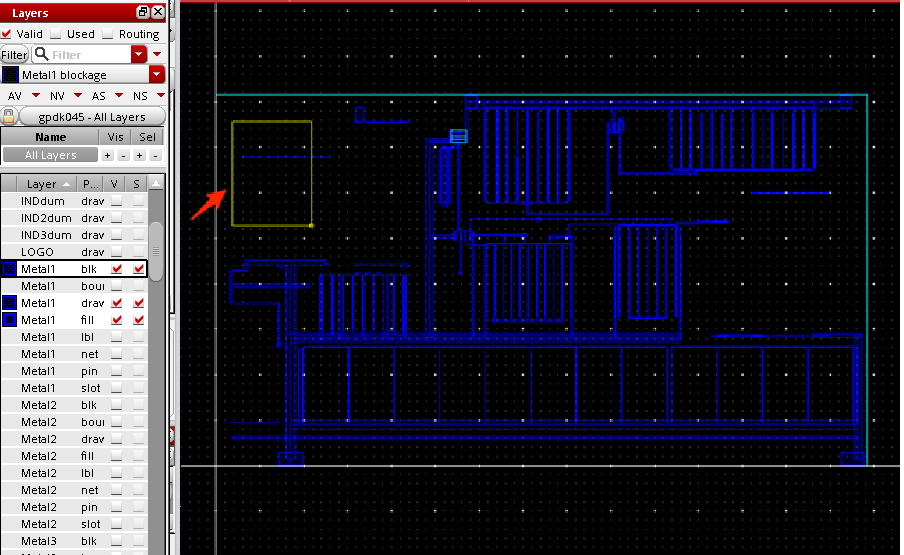 Layers
Valid Used Routing
Filter Filter
Metal1 blockage
AV NV AS NS
gpdk045 - All Layers
Name Vis Sel
All Layers + - + -
Layer P... V S
INDdum drav
IND2dum drav
IND3dum drav
LOGO drav
Metal1 blk
Metal1 bour
Metal1 drav
Metal1 fill
Metal1 lbl
Metal1 net
Metal1 pin
Metal1 slot
Metal2 blk
Metal2 bour
Metal2 drav
Metal2 fill
Metal2 lbl
Metal2 net
Metal2 pin
Metal2 slot
Metal3 blk